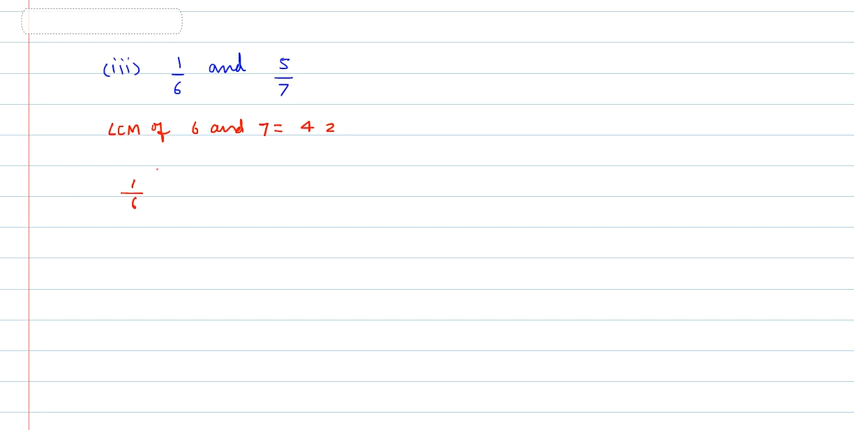 (iii) 1/6 and 5/7
LCM of 6 and 7 = 42
1/6